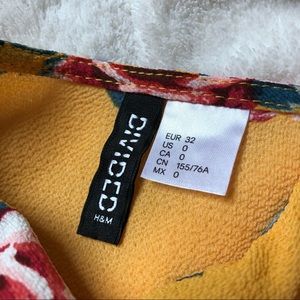 DIVIDED
H&M
EUR 32
US 0
CA 0
CN 155/76A
MX 0